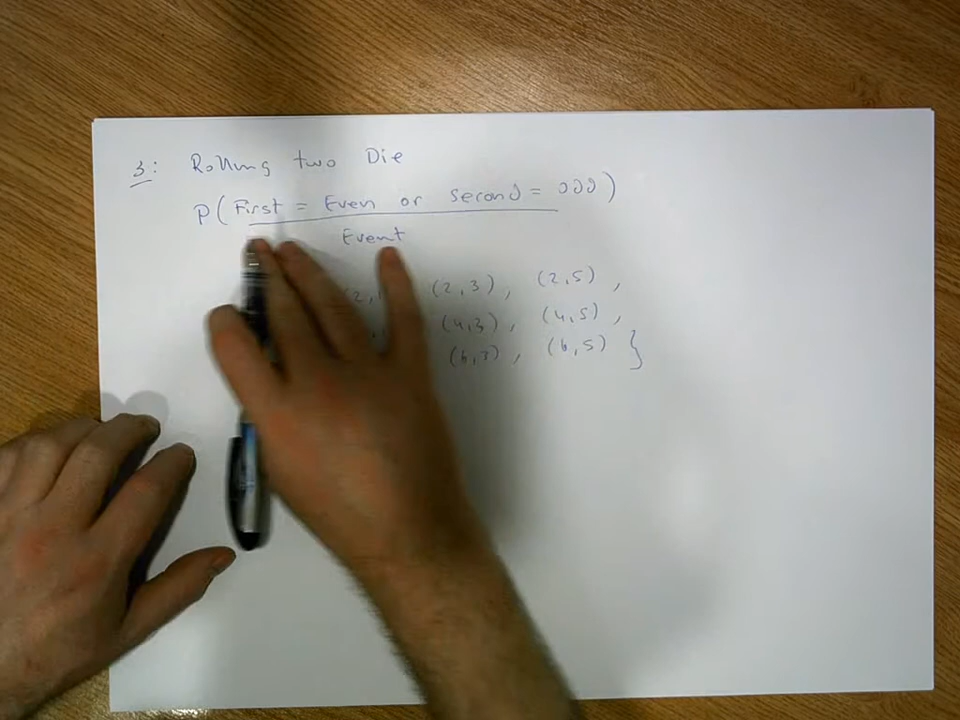 3: Rolling two Die
P(First = Even or second = odd)
Event
(2,3), (2,5),
(4,3), (4,5),
(6,3), (6,5) }